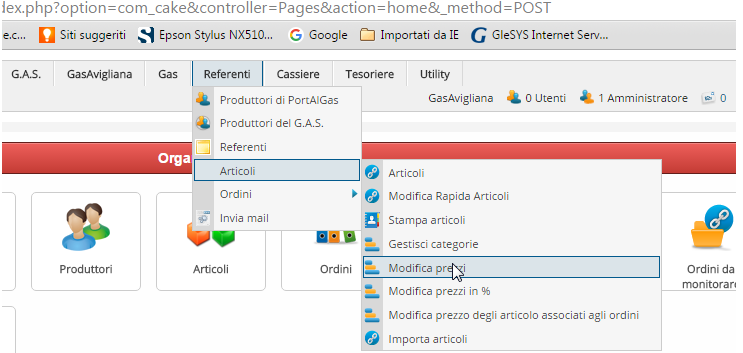 dex.php?option=com_cake&controller=Pages&action=home&_method=POST
e.c... Siti suggeriti Epson Stylus NX510... Google Importati da IE GleSYS Internet Serv...
G.A.S. GasAvigliana Gas Referenti Cassiere Tesoriere Utility
GasAvigliana 0 Utenti 1 Amministratore 0
Produttori di PortAlGas
Produttori del G.A.S.
Referenti
Orga
Articoli
Ordini
Invia mail
Articoli
Modifica Rapida Articoli
Stampa articoli
Gestisci categorie
Modifica prezzi
Modifica prezzi in %
Modifica prezzo degli articolo associati agli ordini
Importa articoli
Produttori
Articoli
Ordini
Ordini da
monitorar